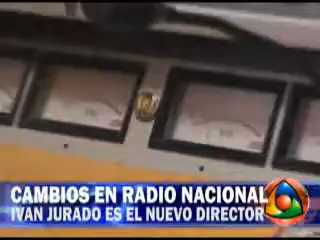 CAMBIOS EN RADIO NACIONAL
IVAN JURADO ES EL NUEVO DIRECTOR